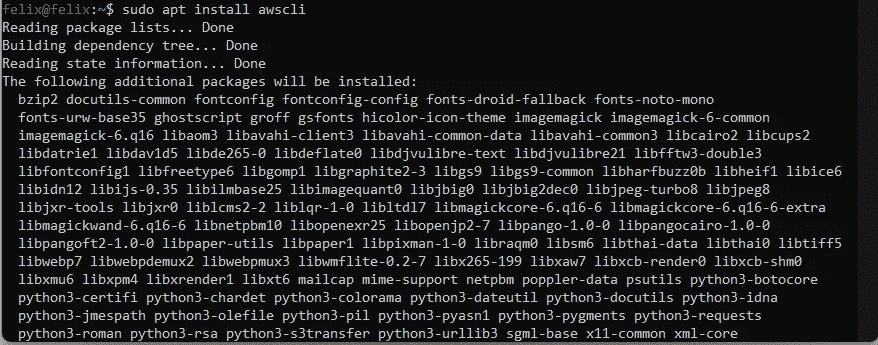 felix@felix:~$ sudo apt install awscli
Reading package lists... Done
Building dependency tree... Done
Reading state information... Done
The following additional packages will be installed:
bzip2 docutils-common fontconfig fontconfig-config fonts-droid-fallback fonts-noto-mono
fonts-urw-base35 ghostscript groff gsfonts hicolor-icon-theme imagemagick imagemagick-6-common
imagemagick-6.q16 libaom3 libavahi-client3 libavahi-common-data libavahi-common3 libcairo2 libcups2
libdatrie1 libdav1d5 libde265-0 libdeflate0 libdjvulibre-text libdjvulibre21 libfftw3-double3
libfontconfig1 libfreetype6 libgomp1 libgraphite2-3 libgs9 libgs9-common libharfbuzz0b libheif1 libice6
libidn12 libijs-0.35 libilmbase25 libimagequant0 libjbig0 libjbig2dec0 libjpeg-turbo8 libjpeg8
libjxr-tools libjxr0 liblcms2-2 liblqr-1-0 libltdl7 libmagickcore-6.q16-6 libmagickcore-6.q16-6-extra
libmagickwand-6.q16-6 libnetpbm10 libopenexr25 libopenjp2-7 libpango-1.0-0 libpangocairo-1.0-0
libpangoft2-1.0-0 libpaper-utils libpaper1 libpixman-1-0 libraqm0 libsm6 libthai-data libthai0 libtiff5
libwebp7 libwebpdemux2 libwebpmux3 libwmflite-0.2-7 libx265-199 libxaw7 libxcb-render0 libxcb-shm0
libxmu6 libxpm4 libxrender1 libxt6 mailcap mime-support netpbm poppler-data psutils python3-botocore
python3-certifi python3-chardet python3-colorama python3-dateutil python3-docutils python3-idna
python3-jmespath python3-olefile python3-pil python3-pyasn1 python3-pygments python3-requests
python3-roman python3-rsa python3-s3transfer python3-urllib3 sgml-base x11-common xml-core